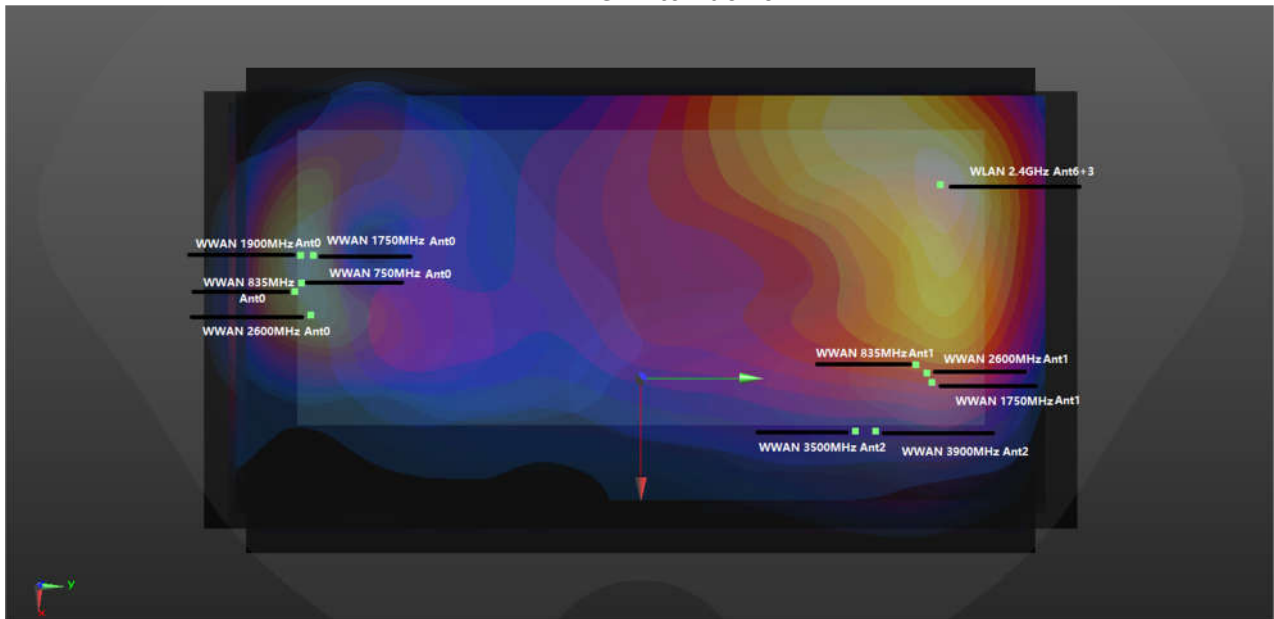 WLAN 2.4GHz Ant6+3
WWAN 1900MHz Ant0
WWAN 1750MHz Ant0
WWAN 750MHz Ant0
WWAN 835MHz
Ant0
WWAN 2600MHz Ant0
WWAN 835MHz Ant1
WWAN 2600MHz Ant1
WWAN 1750MHz Ant1
WWAN 3500MHz Ant2
WWAN 3900MHz Ant2
Y
X